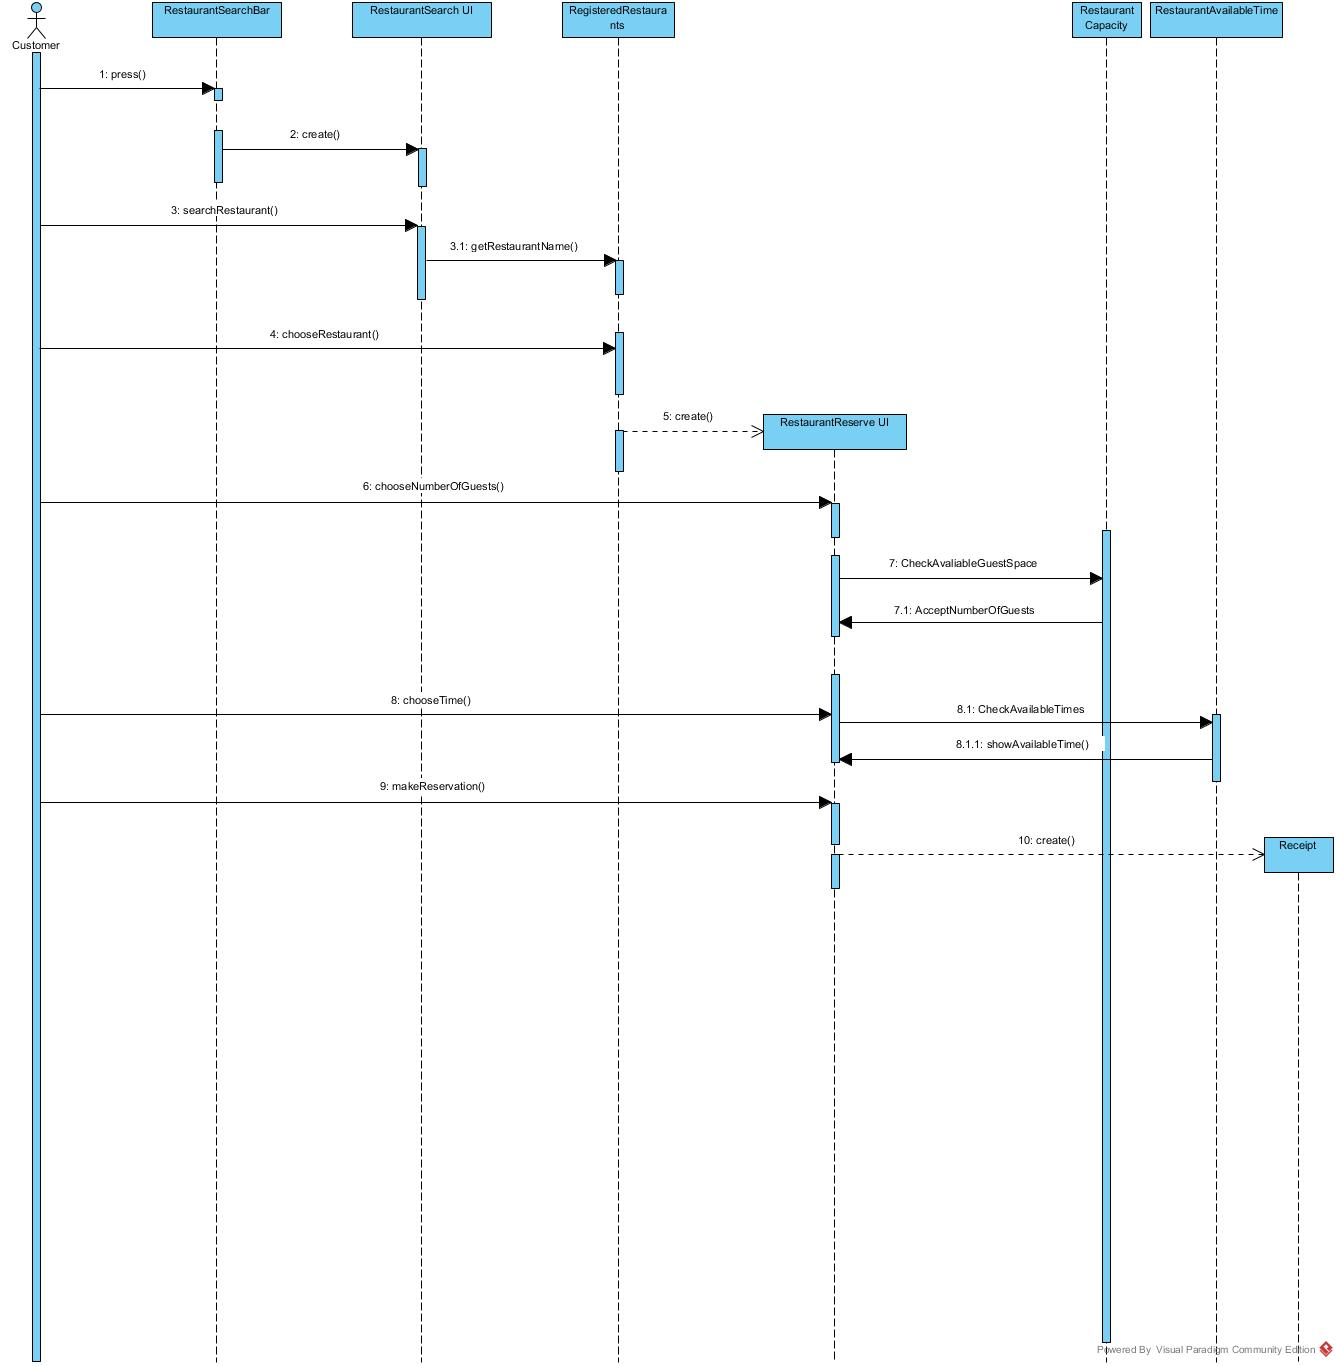 RestaurantSearchBar
RestaurantSearch UI
RegisteredRestaura
nts
Restaurant
Capacity
RestaurantAvailableTime
Customer
1: press()
2: create()
3: searchRestaurant()
3.1: getRestaurantName()
4: chooseRestaurant()
5: create()
RestaurantReserve UI
6: chooseNumberOfGuests()
7: CheckAvaliableGuestSpace
7.1: AcceptNumberOfGuests
8: chooseTime()
8.1: CheckAvailableTimes
8.1.1: showAvailableTime()
9: makeReservation()
10: create()
Receipt
Powered By Visual Paradigm Community Edition